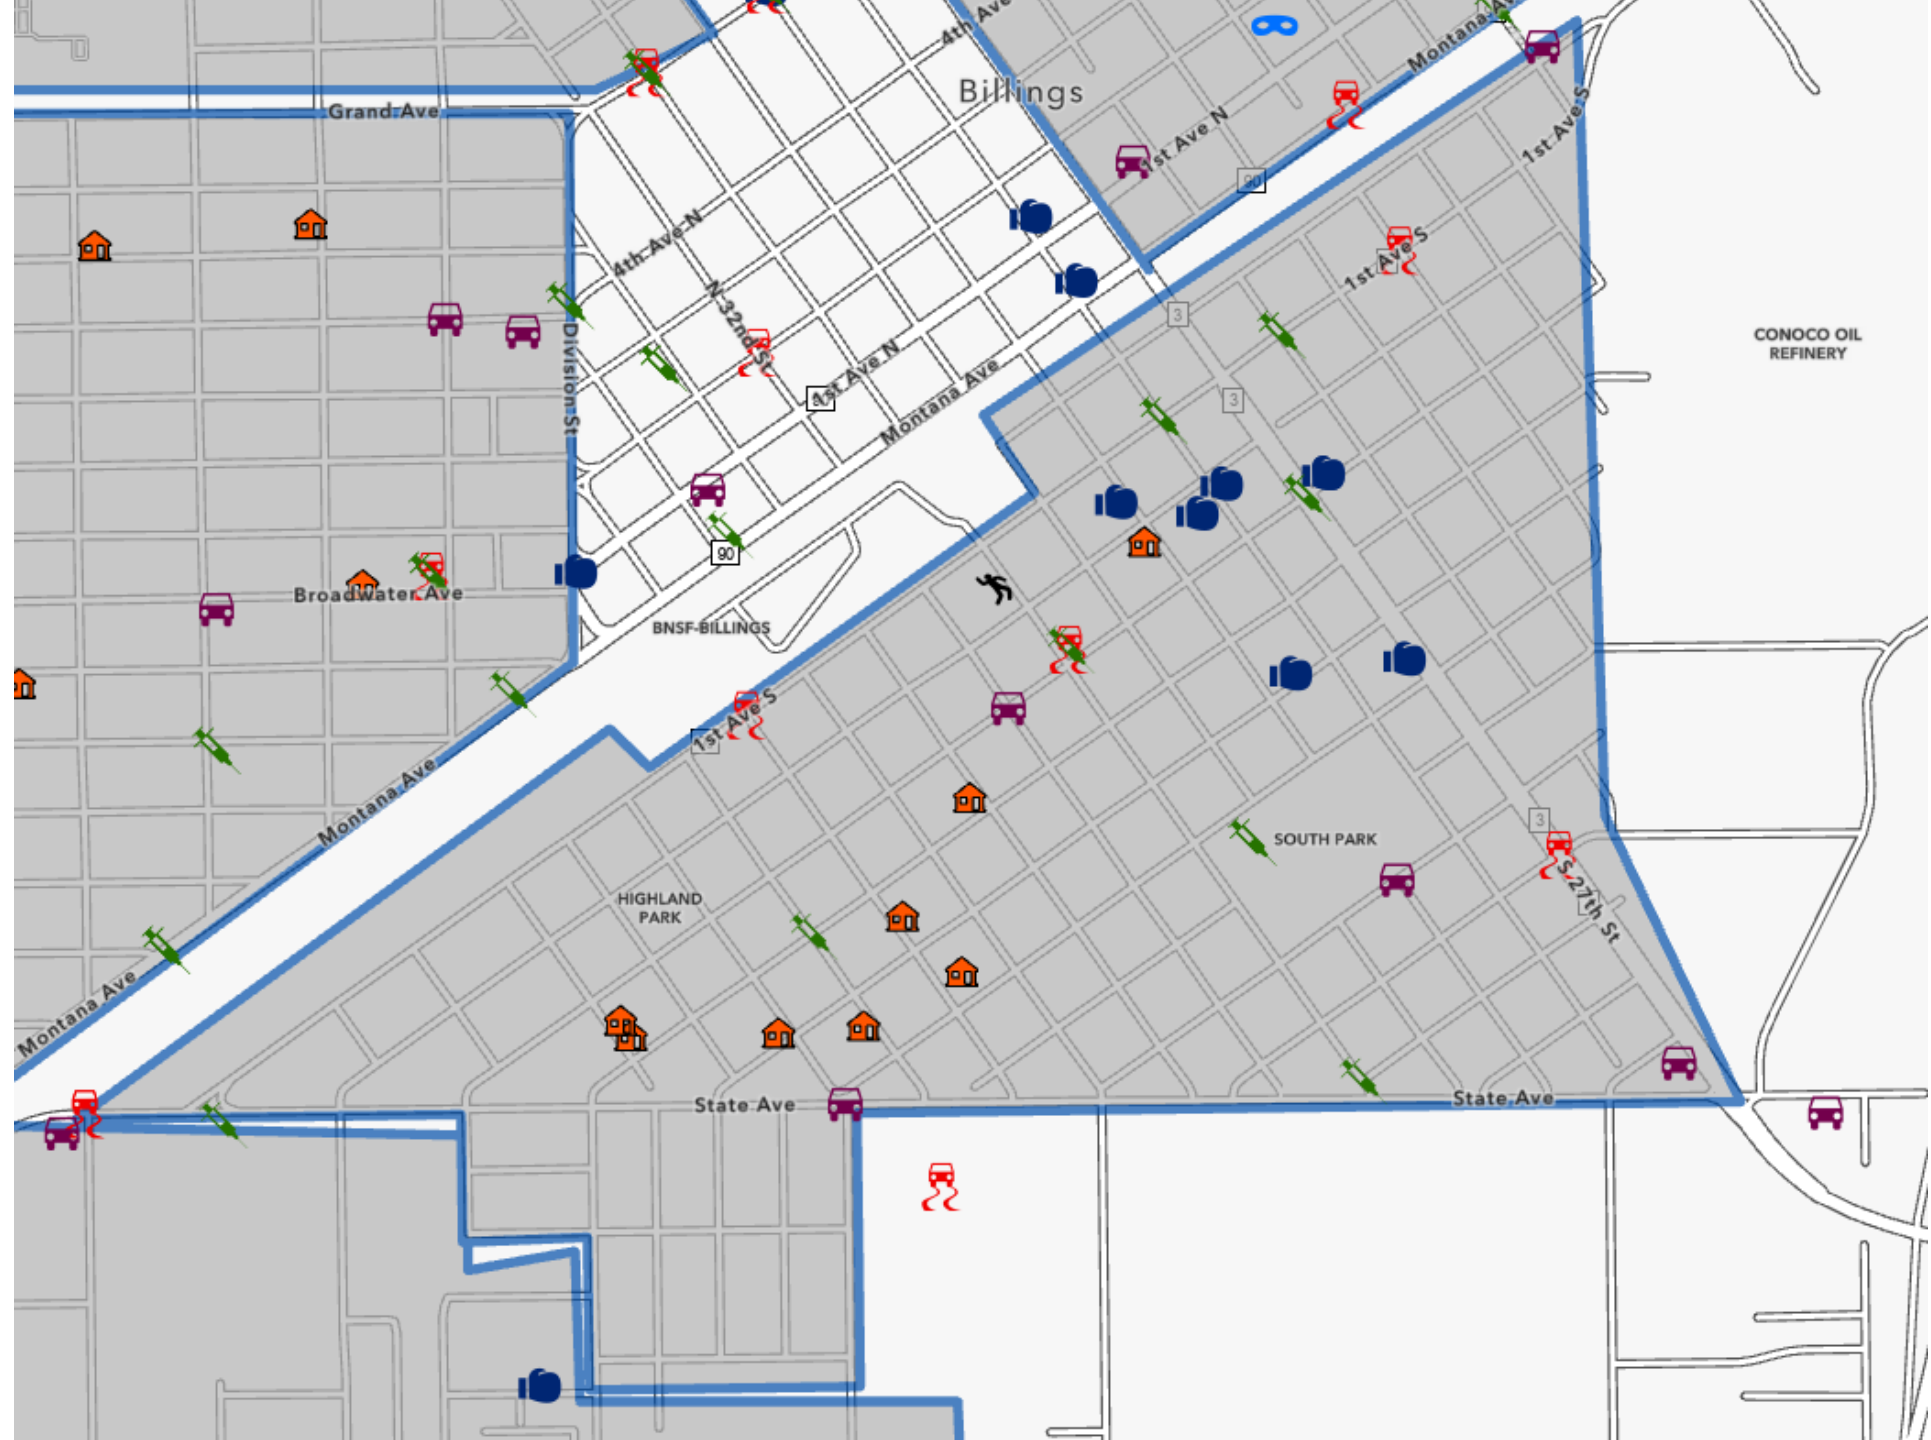 Montana Av
4th Ave
Billings
Grand Ave
1st Ave N
1st Ave S
90
4th Ave N
1st Ave S
N 32nd St
3
CONOCO OIL
REFINERY
Division St
1st Ave N
Montana Ave
3
90
Broadwater Ave
BNSF-BILLINGS
1st Ave S
Montana Ave
3
SOUTH PARK
HIGHLAND
PARK
S 27th St
Montana Ave
State Ave
State Ave